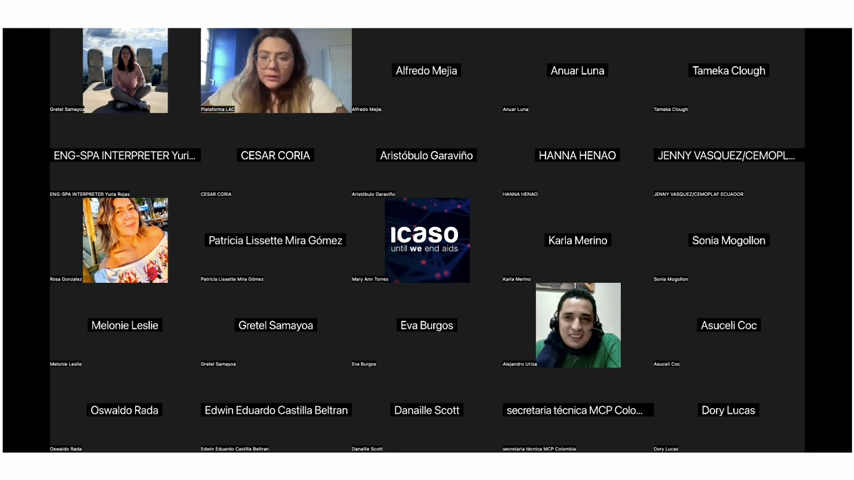 Alfredo Mejia
Anuar Luna
Tameka Clough
Gretel Samayoa
Plataforma LAC
Alfredo Mejia
Anuar Luna
Tameka Clough
ENG-SPA INTERPRETER Yuri...
CESAR CORIA
Aristóbulo Garaviño
HANNA HENAO
JENNY VASQUEZ/CEMOPL...
ENG-SPA INTERPRETER Yuria Rojas
CESAR CORIA
Aristóbulo Garaviño
HANNA HENAO
JENNY VASQUEZ/CEMOPLAF ECUADOR
Patricia Lissette Mira Gómez
ICASO
until we end aids
Karla Merino
Sonia Mogollon
Rosa Gonzalez
Patricia Lissette Mira Gómez
Mary Ann Torres
Karla Merino
Sonia Mogollon
Melonie Leslie
Gretel Samayoa
Eva Burgos
Asuceli Coc
Melonie Leslie
Gretel Samayoa
Eva Burgos
Alejandro UrIza
Asuceli Coc
Oswaldo Rada
Edwin Eduardo Castilla Beltran
Danaille Scott
secretaria técnica MCP Colo...
Dory Lucas
Oswaldo Rada
Edwin Eduardo Castilla Beltran
Danaille Scott
secretaria técnica MCP Colombia
Dory Lucas